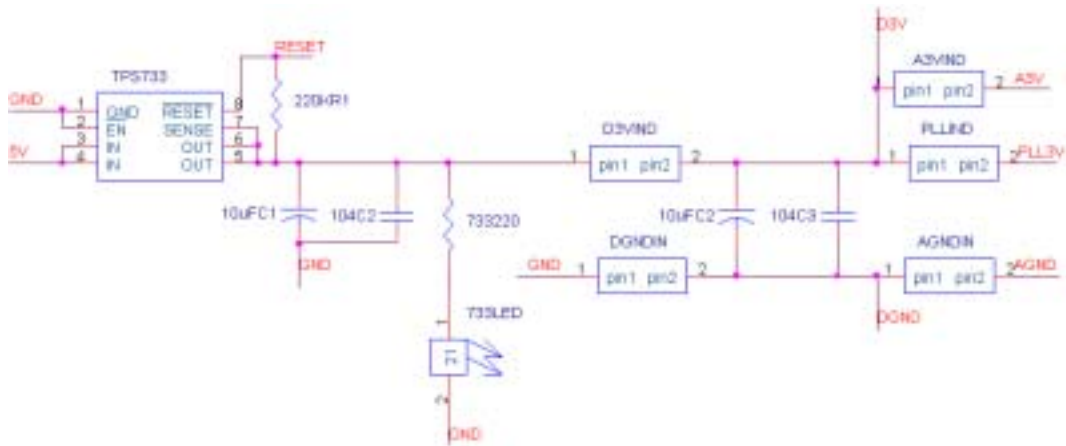 D3V
RESET
A3VIND
TPS733
1 pin1 pin2 2 A3V
GND 1 GND RESET 8
220KR1
2 EN SENSE 7
D3VIND
PLLIND
3 IN OUT 6
5V 4 IN OUT 5
1 pin1 pin2 2
1 pin1 pin2 2 PLL3V
10uFC1
104C2
733220
10uFC2
104C3
DGNDIN
AGNDIN
GND
GND 1 pin1 pin2 2
1 pin1 pin2 2 AGND
733LED
DGND
1
2
GND